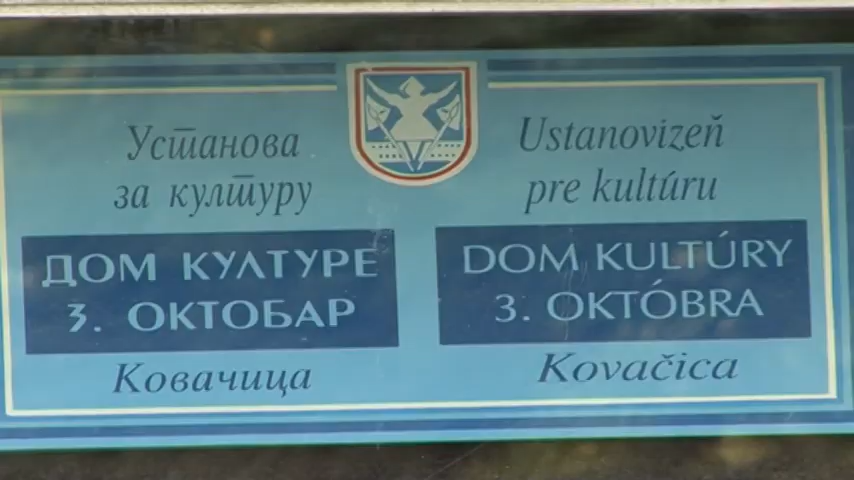 Установа
за културу
ДОМ КУЛТУРЕ
3. ОКТОБАР
Ковачица
Ustanovizeň
pre kultúru
DOM KULTÚRY
3. OKTÓBRA
Kovačica